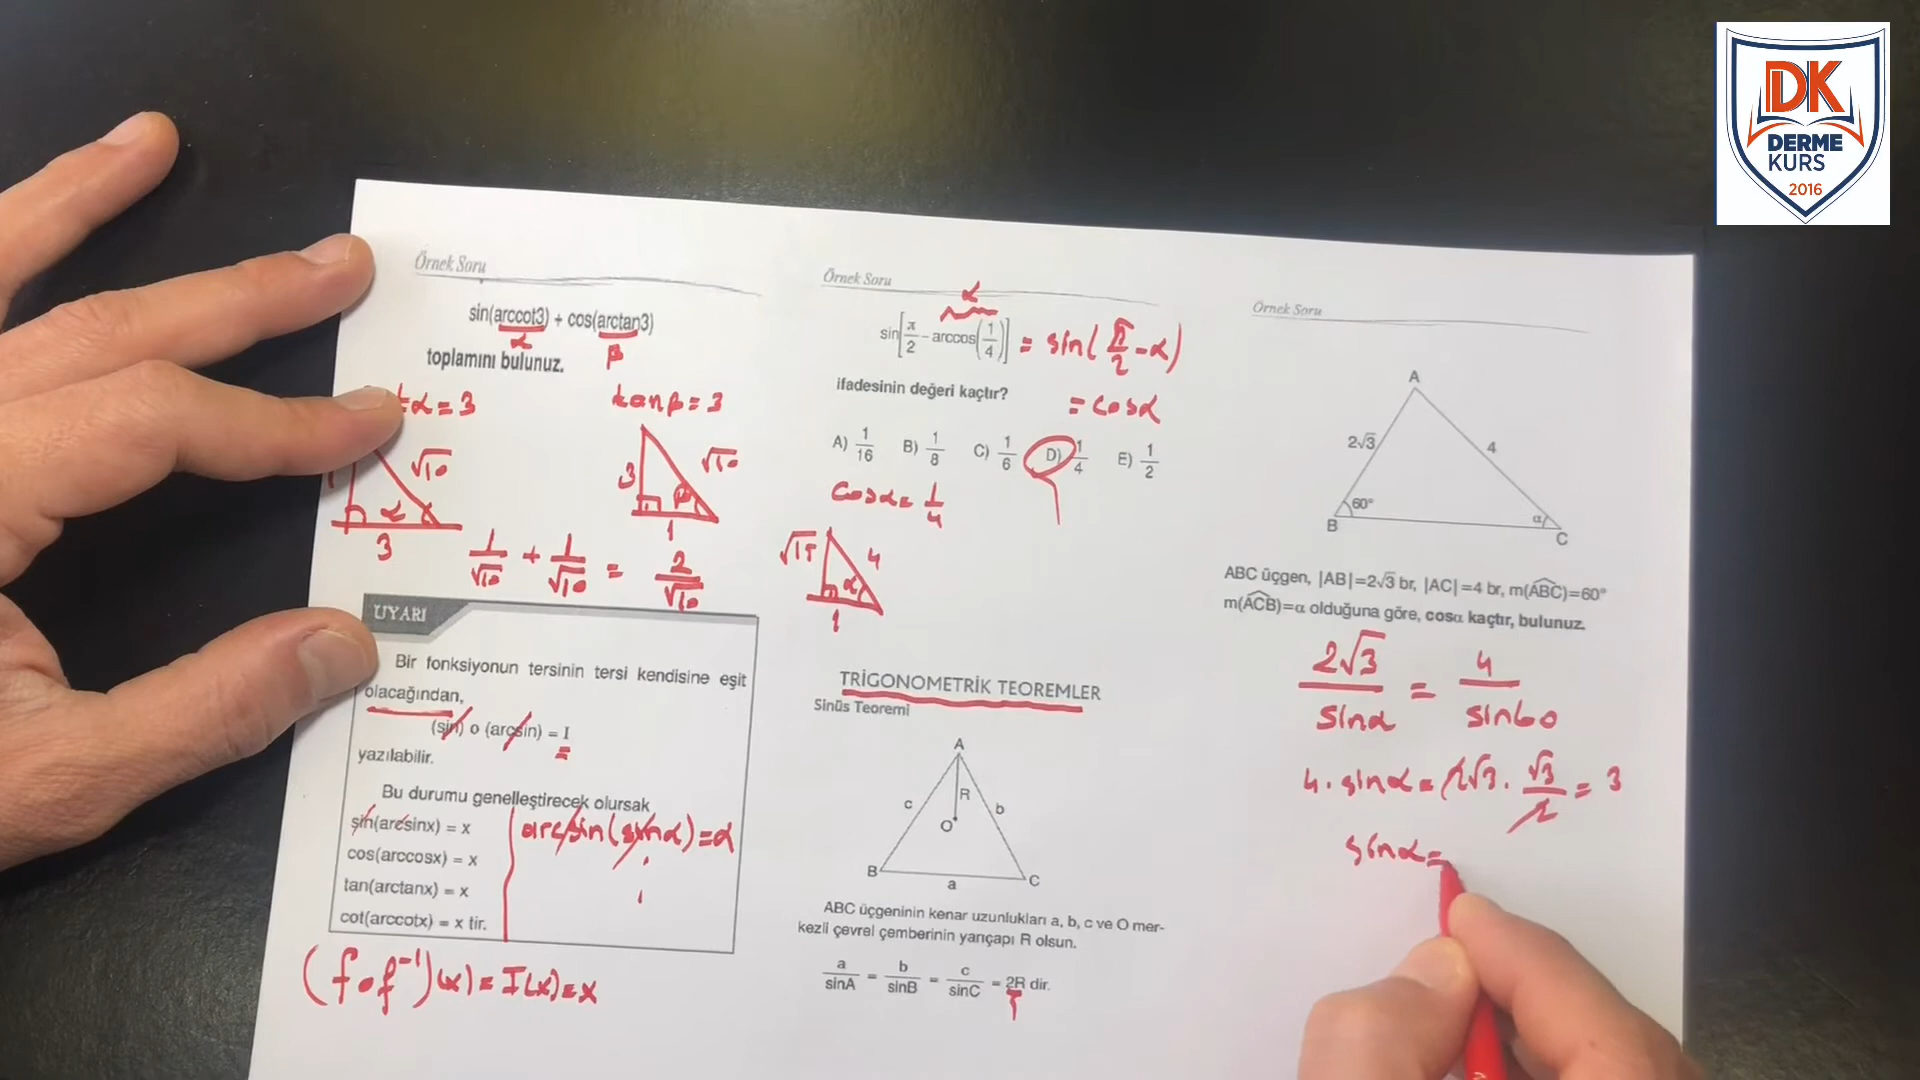 DK
DERME
KURS
2016
Örnek Soru
sin(arccot3) + cos(arctan3)
α
β
toplamını bulunuz.
tα = 3
tanβ = 3
√10
α
3
3
√10
β
1
1/√10 + 1/√10 = 2/√10
UYARI
Bir fonksiyonun tersinin tersi kendisine eşit
olacağından,
(sin) o (arcsin) = I
yazılabilir.
Bu durumu genelleştirecek olursak
sin(arcsinx) = x
cos(arccosx) = x
tan(arctanx) = x
cot(arccotx) = x tir.
arcsin(sinα) = α
(fof⁻¹)(x) = I(x) = x
Örnek Soru
α
sin[π/2 − arccos(1/4)] = sin(π/2 − α)
ifadesinin değeri kaçtır?
= cosα
A) 1/16 B) 1/8 C) 1/6 D) 1/4 E) 1/2
cosα = 1/4
√15
4
α
1
TRİGONOMETRİK TEOREMLER
Sinüs Teoremi
A
c
R
b
O
B
a
C
ABC üçgeninin kenar uzunlukları a, b, c ve O mer-
kezli çevrel çemberinin yarıçapı R olsun.
a/sinA = b/sinB = c/sinC = 2R dir.
Örnek Soru
A
2√3
4
60°
α
B
C
ABC üçgen, |AB|=2√3 br, |AC|=4 br, m(ABC)=60°
m(ACB)=α olduğuna göre, cosα kaçtır, bulunuz.
2√3/sinα = 4/sin60
4 . sinα = 2√3 . √3/2 = 3
sinα =